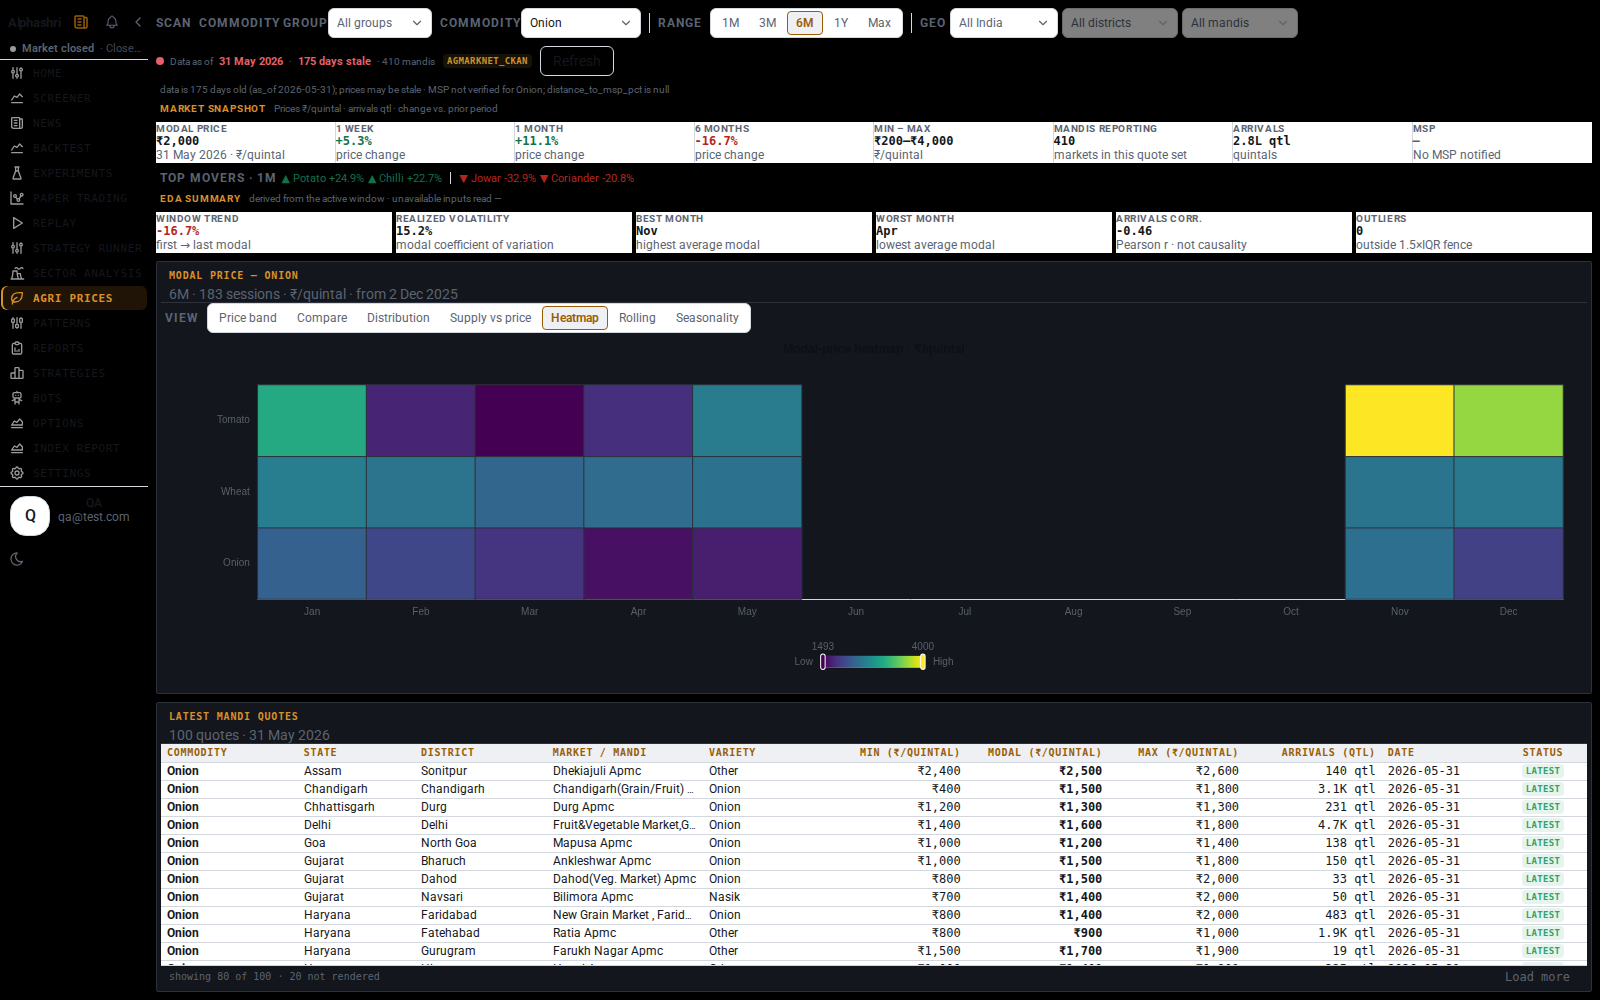 Alphashri
Market closed · Close…
HOME
SCREENER
NEWS
BACKTEST
EXPERIMENTS
PAPER TRADING
REPLAY
STRATEGY RUNNER
SECTOR ANALYSIS
AGRI PRICES
PATTERNS
REPORTS
STRATEGIES
BOTS
OPTIONS
INDEX REPORT
SETTINGS
Q
QA
qa@test.com
SCAN COMMODITY GROUP All groups COMMODITY Onion RANGE 1M 3M 6M 1Y Max GEO All India All districts All mandis
Data as of 31 May 2026 · 175 days stale · 410 mandis AGMARKNET_CKAN Refresh
data is 175 days old (as_of 2026-05-31); prices may be stale · MSP not verified for Onion; distance_to_msp_pct is null
MARKET SNAPSHOT Prices ₹/quintal · arrivals qtl · change vs. prior period
MODAL PRICE 1 WEEK 1 MONTH 6 MONTHS MIN – MAX MANDIS REPORTING ARRIVALS MSP
₹2,000 +5.3% +11.1% -16.7% ₹200–₹4,000 410 2.8L qtl —
31 May 2026 · ₹/quintal price change price change price change ₹/quintal markets in this quote set quintals No MSP notified
TOP MOVERS · 1M ▲ Potato +24.9% ▲ Chilli +22.7% ▼ Jowar -32.9% ▼ Coriander -20.8%
EDA SUMMARY derived from the active window · unavailable inputs read —
WINDOW TREND REALIZED VOLATILITY BEST MONTH WORST MONTH ARRIVALS CORR. OUTLIERS
-16.7% 15.2% Nov Apr -0.46 0
first → last modal modal coefficient of variation highest average modal lowest average modal Pearson r · not causality outside 1.5×IQR fence
MODAL PRICE — ONION
6M · 183 sessions · ₹/quintal · from 2 Dec 2025
VIEW Price band Compare Distribution Supply vs price Heatmap Rolling Seasonality
Modal-price heatmap · ₹/quintal
Tomato
Wheat
Onion
Jan Feb Mar Apr May Jun Jul Aug Sep Oct Nov Dec
1493 4000
Low High
LATEST MANDI QUOTES
100 quotes · 31 May 2026
COMMODITY STATE DISTRICT MARKET / MANDI VARIETY MIN (₹/QUINTAL) MODAL (₹/QUINTAL) MAX (₹/QUINTAL) ARRIVALS (QTL) DATE STATUS
Onion Assam Sonitpur Dhekiajuli Apmc Other ₹2,400 ₹2,500 ₹2,600 140 qtl 2026-05-31 LATEST
Onion Chandigarh Chandigarh Chandigarh(Grain/Fruit) … Onion ₹400 ₹1,500 ₹1,800 3.1K qtl 2026-05-31 LATEST
Onion Chhattisgarh Durg Durg Apmc Onion ₹1,200 ₹1,300 ₹1,300 231 qtl 2026-05-31 LATEST
Onion Delhi Delhi Fruit&Vegetable Market,G… Onion ₹1,400 ₹1,600 ₹1,800 4.7K qtl 2026-05-31 LATEST
Onion Goa North Goa Mapusa Apmc Onion ₹1,000 ₹1,200 ₹1,400 138 qtl 2026-05-31 LATEST
Onion Gujarat Bharuch Ankleshwar Apmc Onion ₹1,000 ₹1,500 ₹1,800 150 qtl 2026-05-31 LATEST
Onion Gujarat Dahod Dahod(Veg. Market) Apmc Onion ₹800 ₹1,500 ₹2,000 33 qtl 2026-05-31 LATEST
Onion Gujarat Navsari Bilimora Apmc Nasik ₹700 ₹1,400 ₹2,000 50 qtl 2026-05-31 LATEST
Onion Haryana Faridabad New Grain Market , Farid… Onion ₹800 ₹1,400 ₹2,000 483 qtl 2026-05-31 LATEST
Onion Haryana Fatehabad Ratia Apmc Other ₹800 ₹900 ₹1,000 1.9K qtl 2026-05-31 LATEST
Onion Haryana Gurugram Farukh Nagar Apmc Other ₹1,500 ₹1,700 ₹1,900 19 qtl 2026-05-31 LATEST
showing 80 of 100 · 20 not rendered Load more